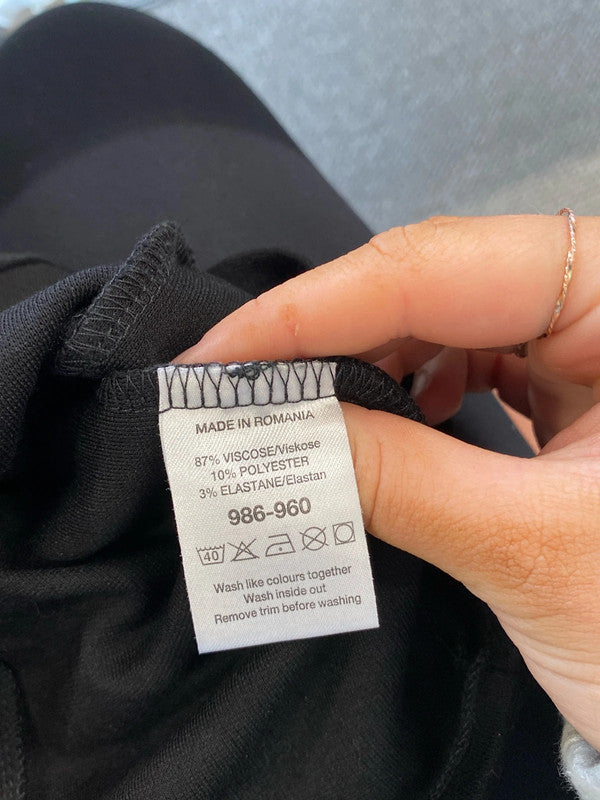 MADE IN ROMANIA
87% VISCOSE/Viskose
10% POLYESTER
3% ELASTANE/Elastan
986-960
40
Wash like colours together
Wash inside out
Remove trim before washing